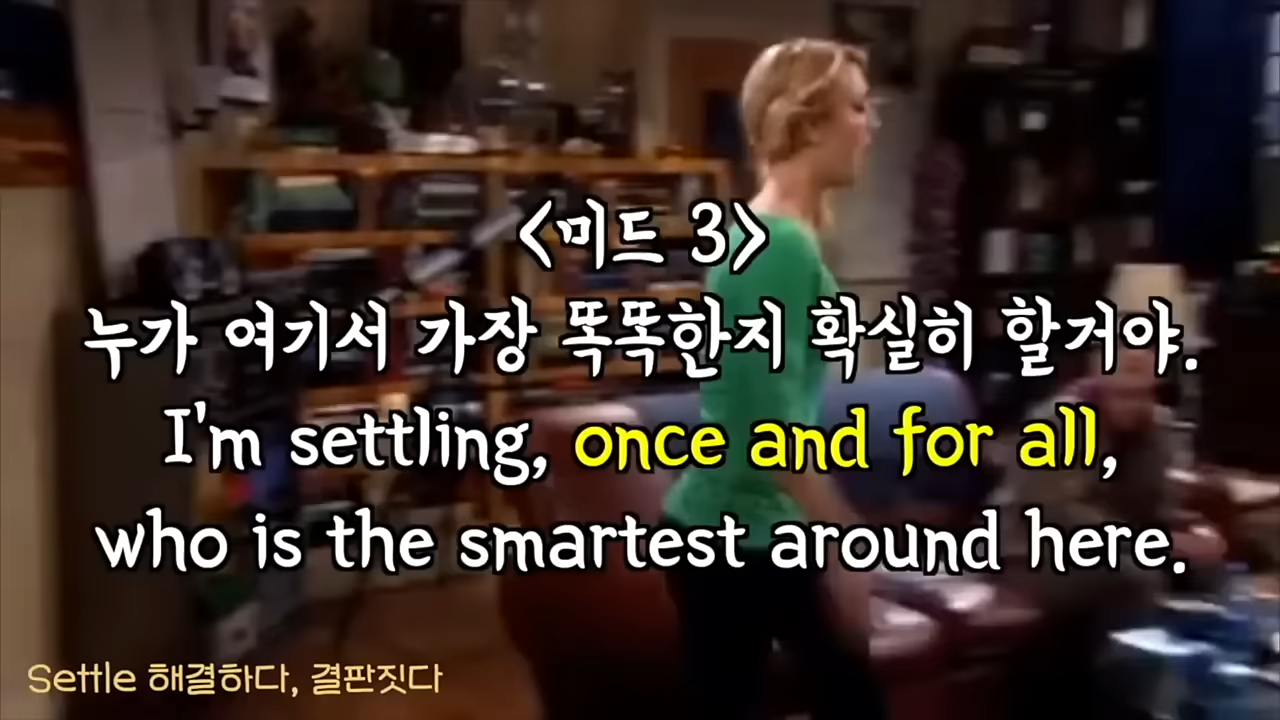 <미드 3>
누가 여기서 가장 똑똑한지 확실히 할거야.
I'm settling, once and for all,
who is the smartest around here.
Settle 해결하다, 결판짓다